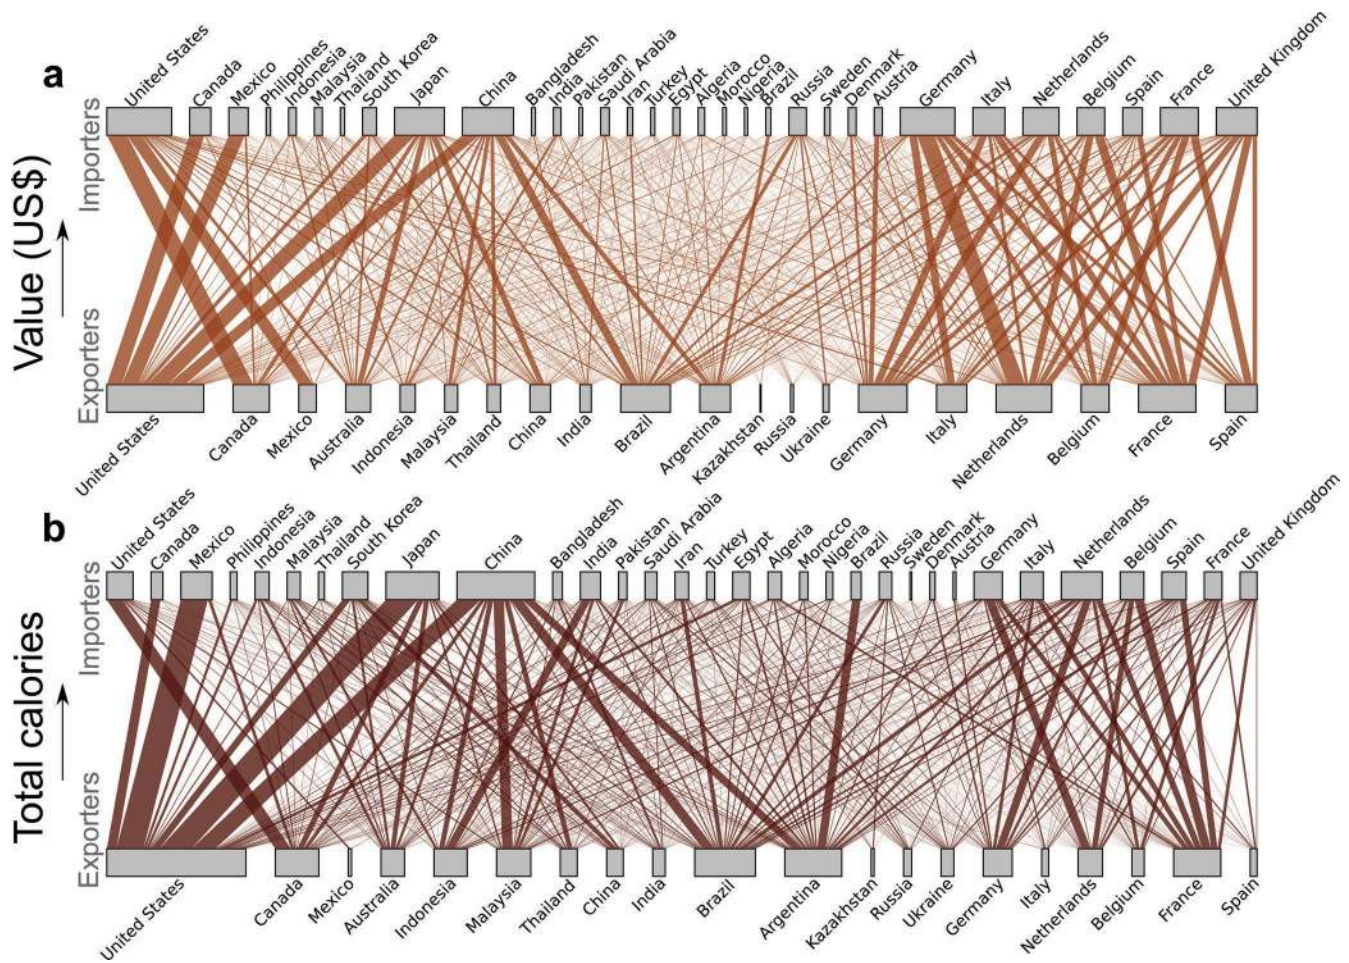 a
Value (US$)
Importers
Exporters
United States
Canada
Mexico
Philippines
Indonesia
Malaysia
Thailand
South Korea
Japan
China
Bangladesh
India
Pakistan
Saudi Arabia
Iran
Turkey
Egypt
Algeria
Morocco
Nigeria
Brazil
Russia
Sweden
Denmark
Austria
Germany
Italy
Netherlands
Belgium
Spain
France
United Kingdom
United States
Canada
Mexico
Australia
Indonesia
Malaysia
Thailand
China
India
Brazil
Argentina
Kazakhstan
Russia
Ukraine
Germany
Italy
Netherlands
Belgium
France
Spain
b
Total calories
Importers
Exporters
United States
Canada
Mexico
Philippines
Indonesia
Malaysia
Thailand
South Korea
Japan
China
Bangladesh
India
Pakistan
Saudi Arabia
Iran
Turkey
Egypt
Algeria
Morocco
Nigeria
Brazil
Russia
Sweden
Denmark
Austria
Germany
Italy
Netherlands
Belgium
Spain
France
United Kingdom
United States
Canada
Mexico
Australia
Indonesia
Malaysia
Thailand
China
India
Brazil
Argentina
Kazakhstan
Russia
Ukraine
Germany
Italy
Netherlands
Belgium
France
Spain